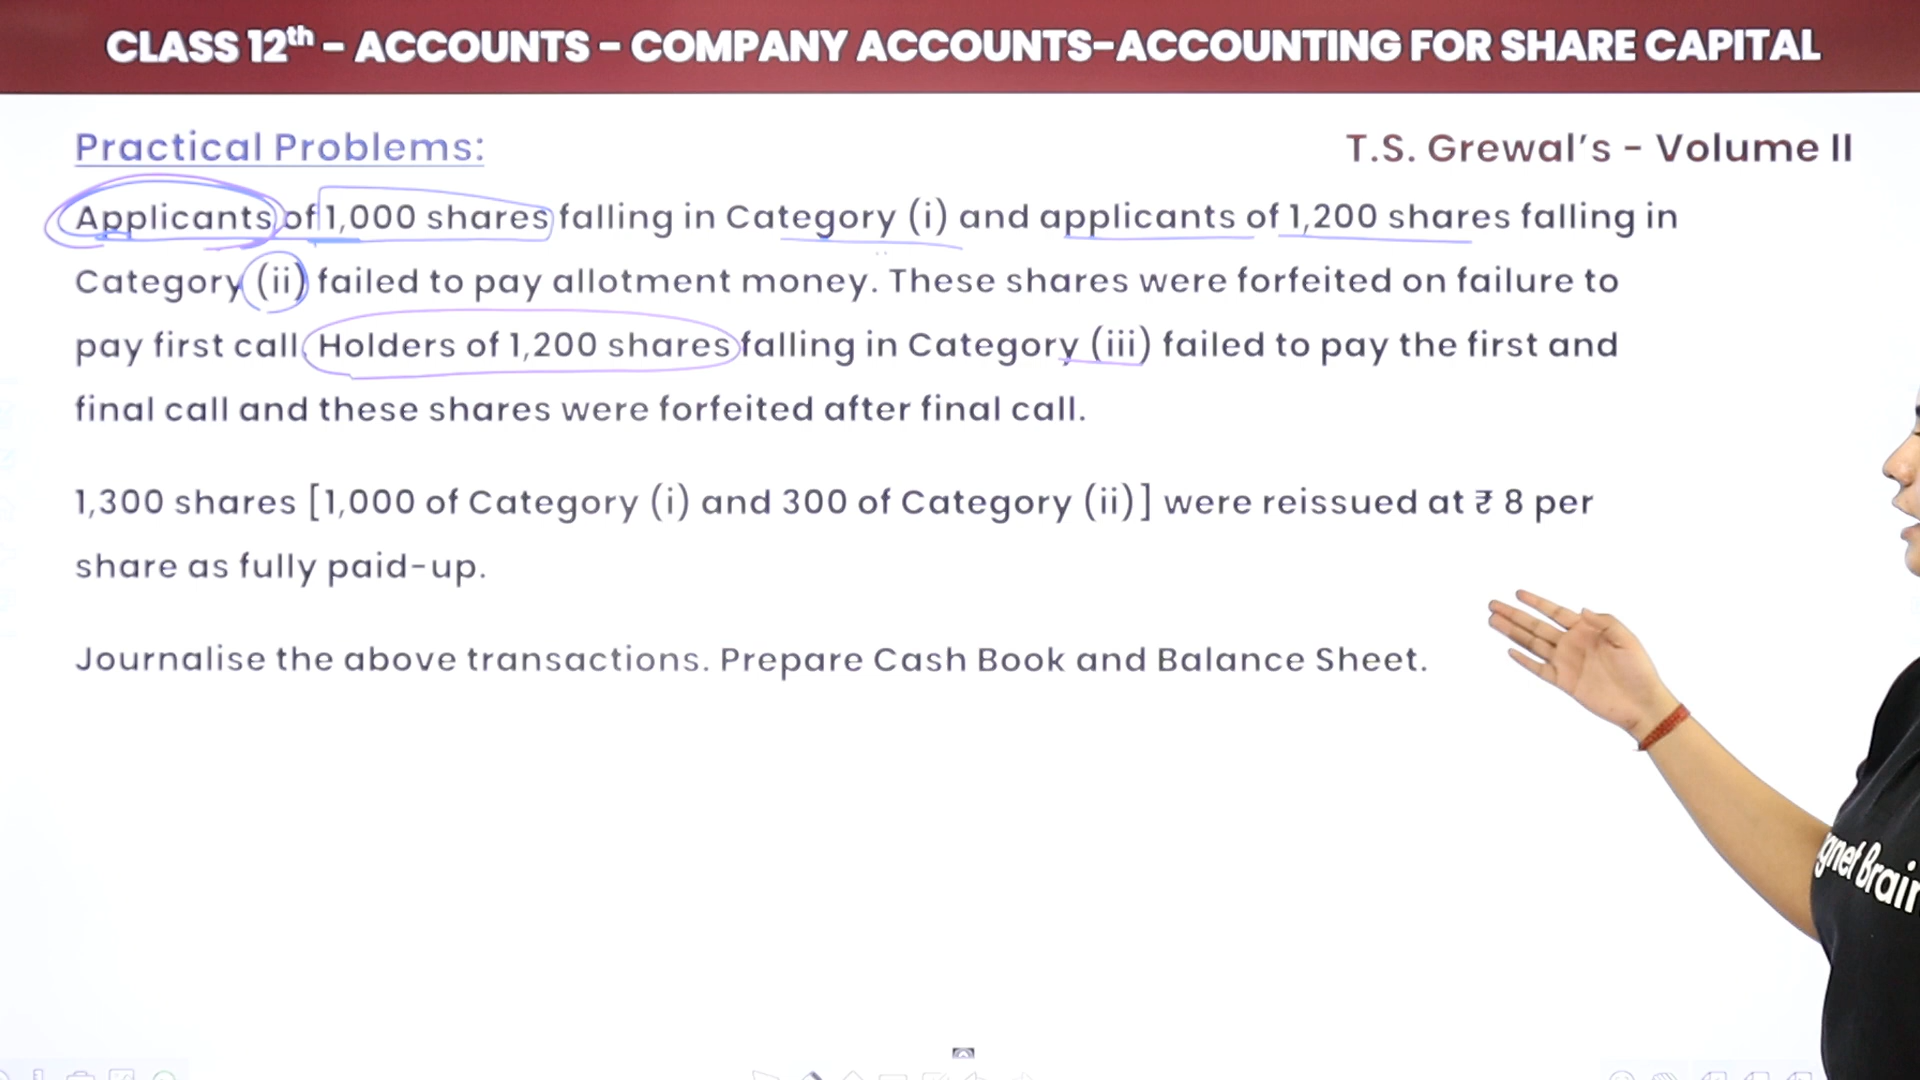 CLASS 12th - ACCOUNTS - COMPANY ACCOUNTS-ACCOUNTING FOR SHARE CAPITAL
Practical Problems:
T.S. Grewal's - Volume II
Applicants of 1,000 shares falling in Category (i) and applicants of 1,200 shares falling in
Category (ii) failed to pay allotment money. These shares were forfeited on failure to
pay first call. Holders of 1,200 shares falling in Category (iii) failed to pay the first and
final call and these shares were forfeited after final call.
1,300 shares [1,000 of Category (i) and 300 of Category (ii)] were reissued at ₹ 8 per
share as fully paid-up.
Journalise the above transactions. Prepare Cash Book and Balance Sheet.